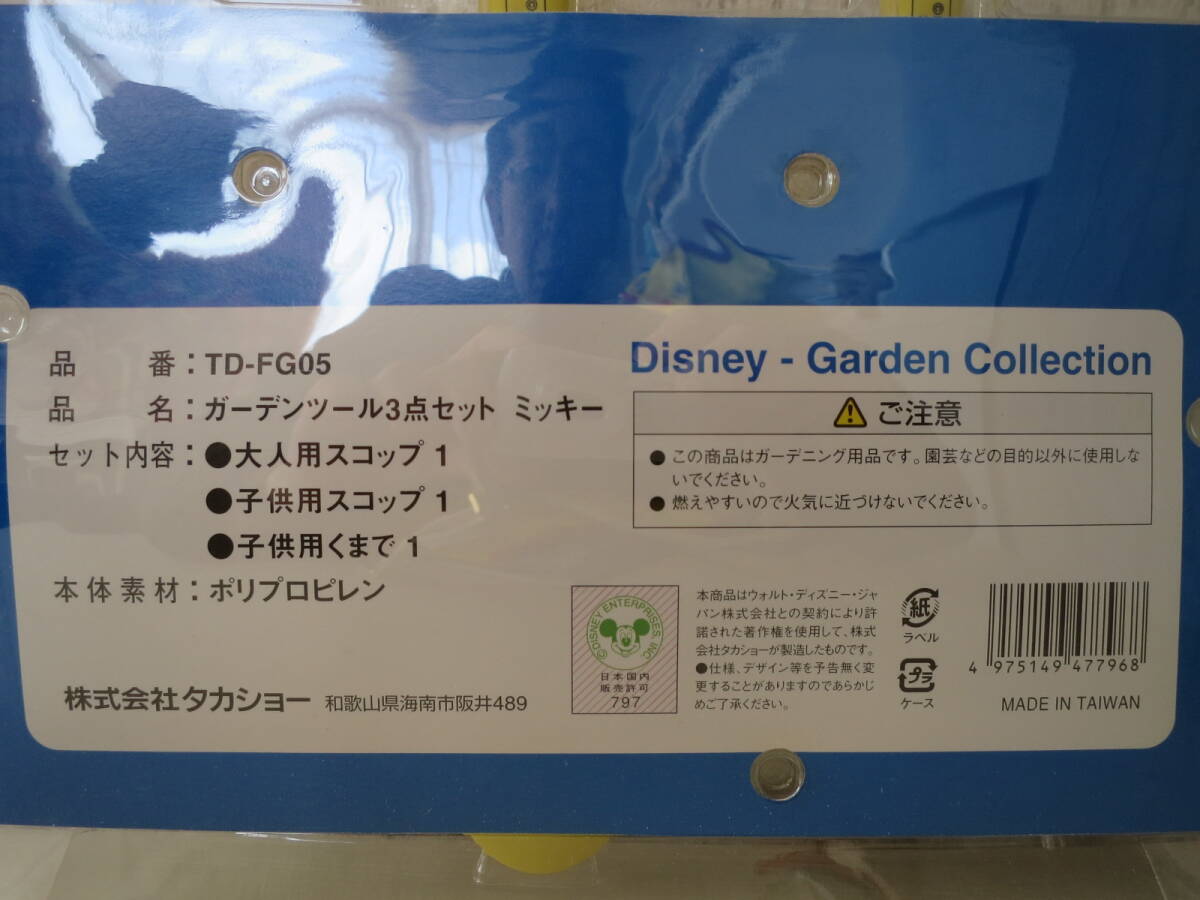 品 番：TD-FG05
品 名：ガーデンツール3点セット ミッキー
セット内容：●大人用スコップ 1
●子供用スコップ 1
●子供用くまで 1
本体素材：ポリプロピレン
株式会社タカショー 和歌山県海南市阪井489
Disney - Garden Collection
ご注意
●この商品はガーデニング用品です。園芸などの目的以外に使用しな
いでください。
●燃えやすいので火気に近づけないでください。
©DISNEY ENTERPRISES, INC.
日本国内
販売許可
797
本商品はウォルト・ディズニー・ジャ
パン株式会社との契約により許
諾された著作権を使用して、株式
会社タカショーが製造したものです。
●仕様、デザイン等を予告無く変
更することがありますのであらかじ
めご了承ください。
紙
ラベル
プラ
ケース
4 975149 477968
MADE IN TAIWAN